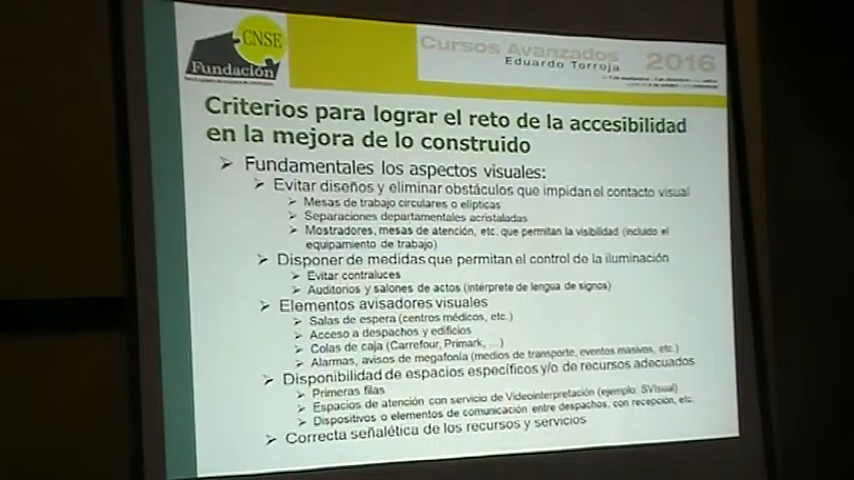 CNSE
Fundación
Cursos Avanzados
Eduardo Torroja
2016
Criterios para lograr el reto de la accesibilidad
en la mejora de lo construido
➢ Fundamentales los aspectos visuales:
➢ Evitar diseños y eliminar obstáculos que impidan el contacto visual
➢ Mesas de trabajo circulares o elípticas
➢ Separaciones departamentales acristaladas
➢ Mostradores, mesas de atención, etc. que permitan la visibilidad (incluido el
equipamiento de trabajo)
➢ Disponer de medidas que permitan el control de la iluminación
➢ Evitar contraluces
➢ Auditorios y salones de actos (intérprete de lengua de signos)
➢ Elementos avisadores visuales
➢ Salas de espera (centros médicos, etc.)
➢ Acceso a despachos y edificios
➢ Colas de caja (Carrefour, Primark, ...)
➢ Alarmas, avisos de megafonía (medios de transporte, eventos masivos, etc.)
➢ Disponibilidad de espacios específicos y/o de recursos adecuados
➢ Primeras filas
➢ Espacios de atención con servicio de Videointerpretación (ejemplo: SVIsual)
➢ Dispositivos o elementos de comunicación entre despachos, con recepción, etc.
➢ Correcta señalética de los recursos y servicios